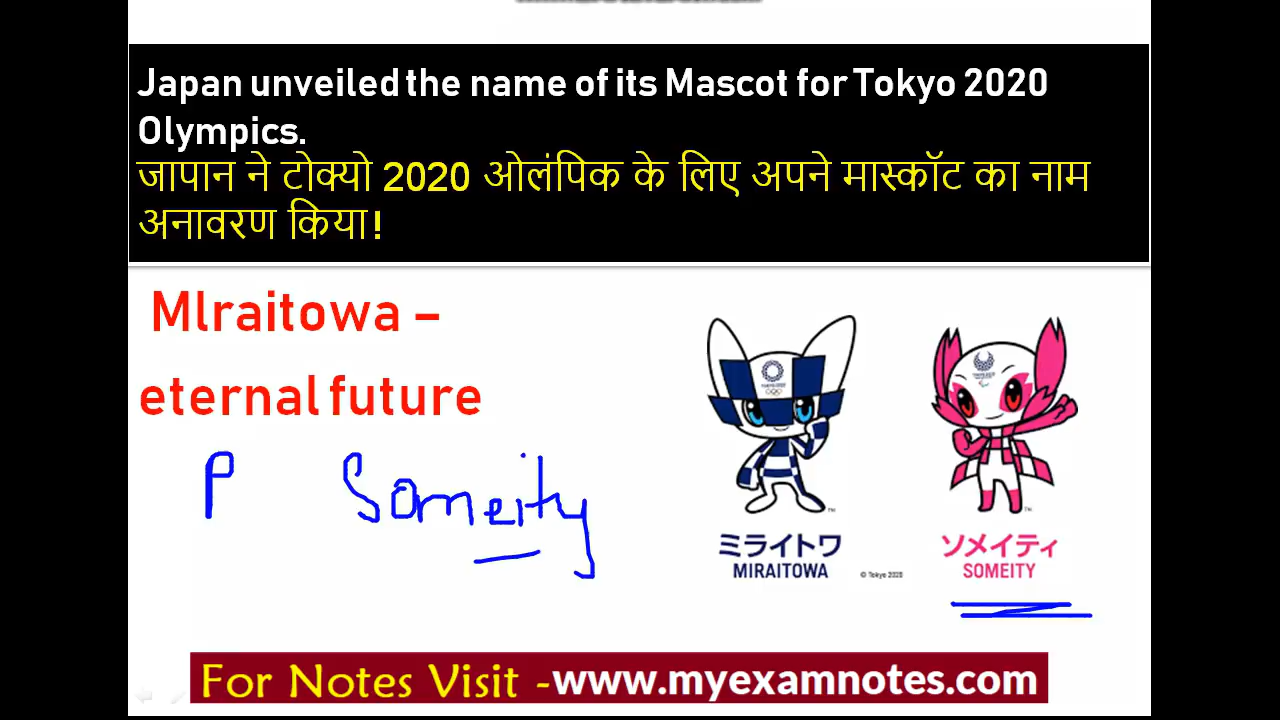 Japan unveiled the name of its Mascot for Tokyo 2020
Olympics.
जापान ने टोक्यो 2020 ओलंपिक के लिए अपने मास्कॉट का नाम
अनावरण किया!
MIraitowa –
eternal future
P Someity
ミライトワ
MIRAITOWA
© Tokyo 2020
ソメイティ
SOMEITY
For Notes Visit -www.myexamnotes.com